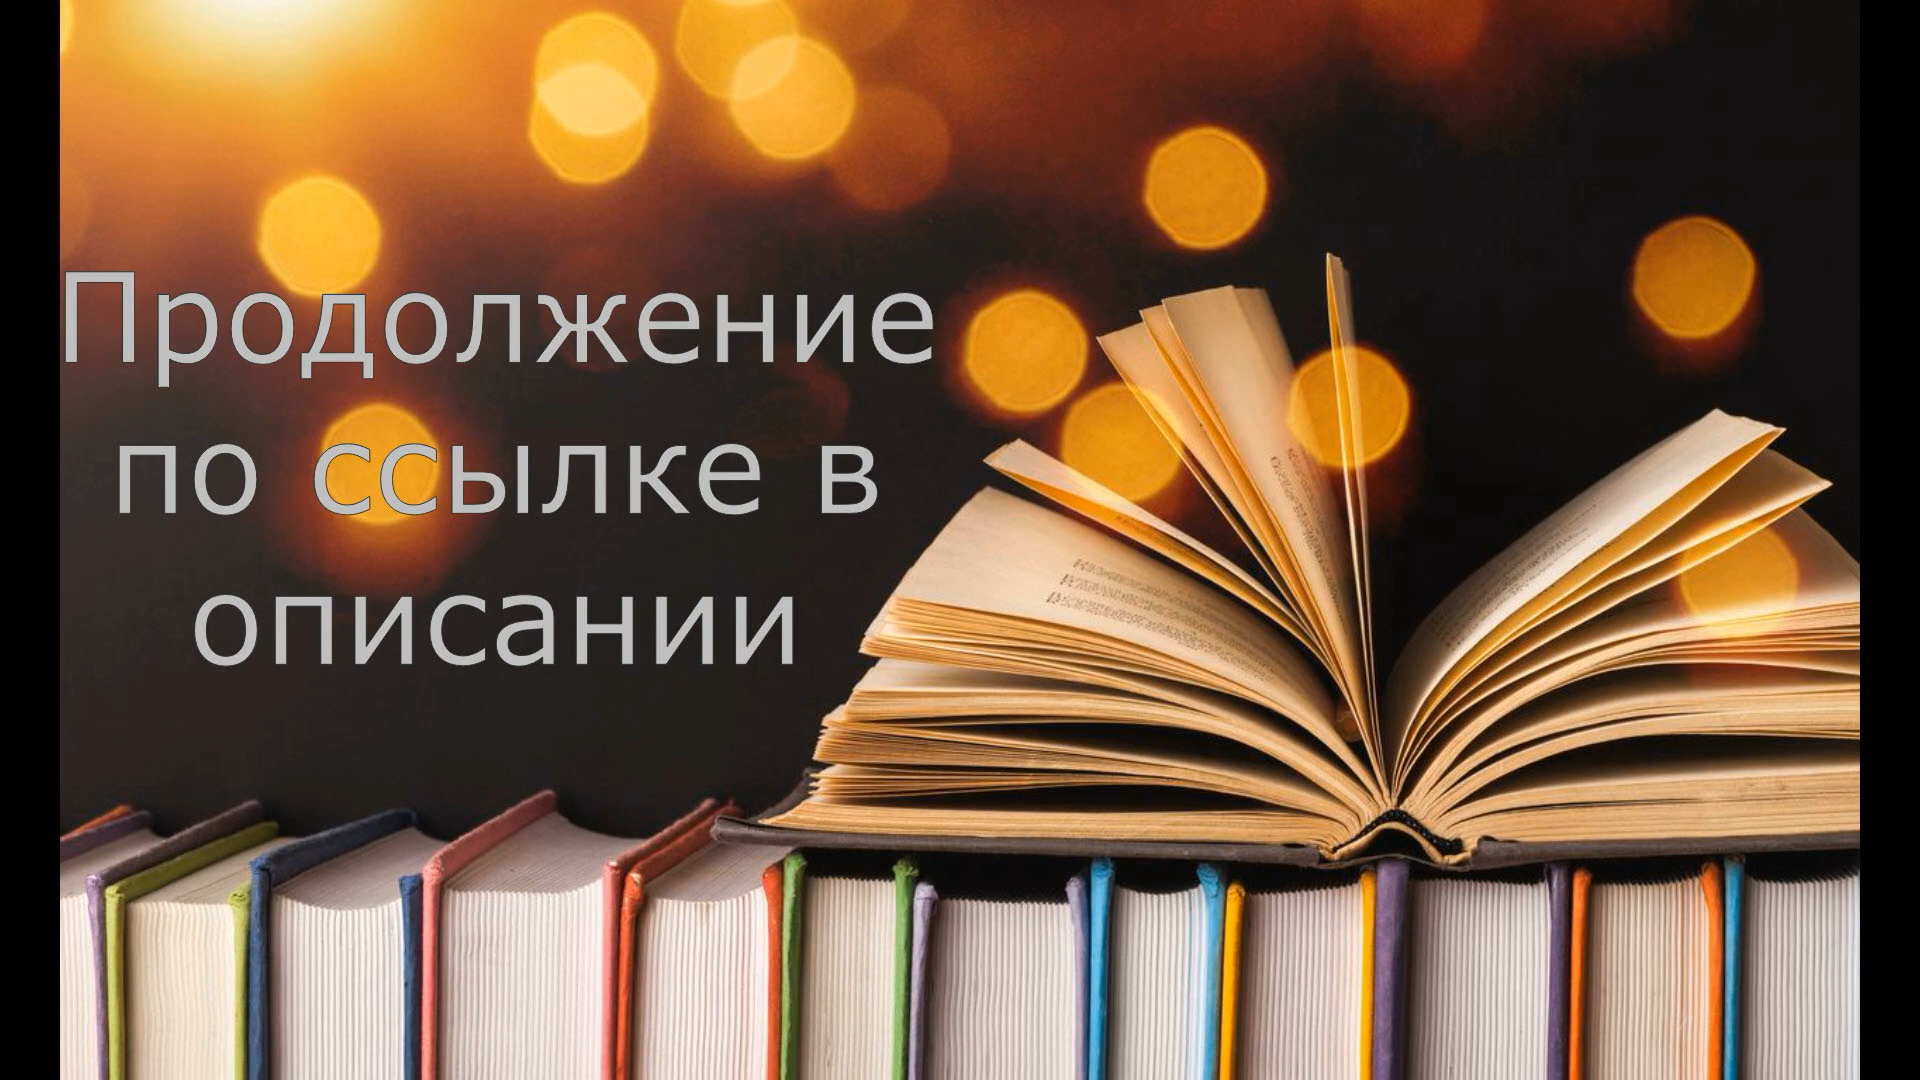 Продолжение
по ссылке в
описании